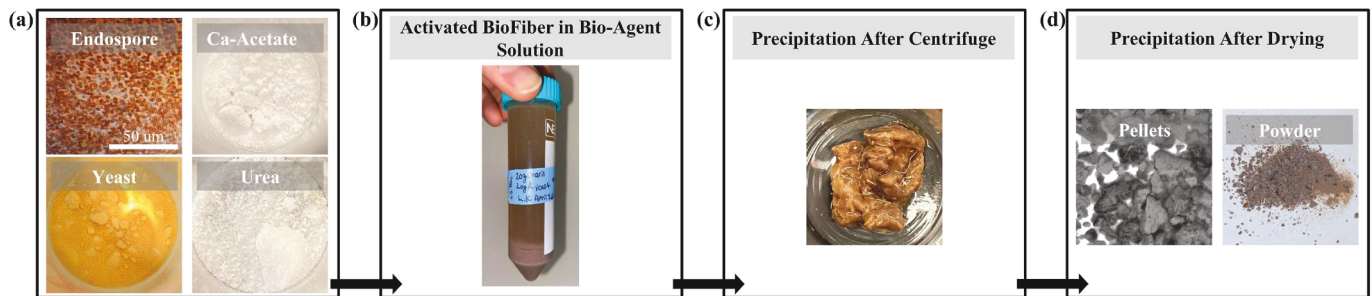 (a)
Endospore
Ca-Acetate
50 um
Yeast
Urea
(b)
Activated BioFiber in Bio-Agent
Solution
NE
(c)
Precipitation After Centrifuge
(d)
Precipitation After Drying
Pellets
Powder